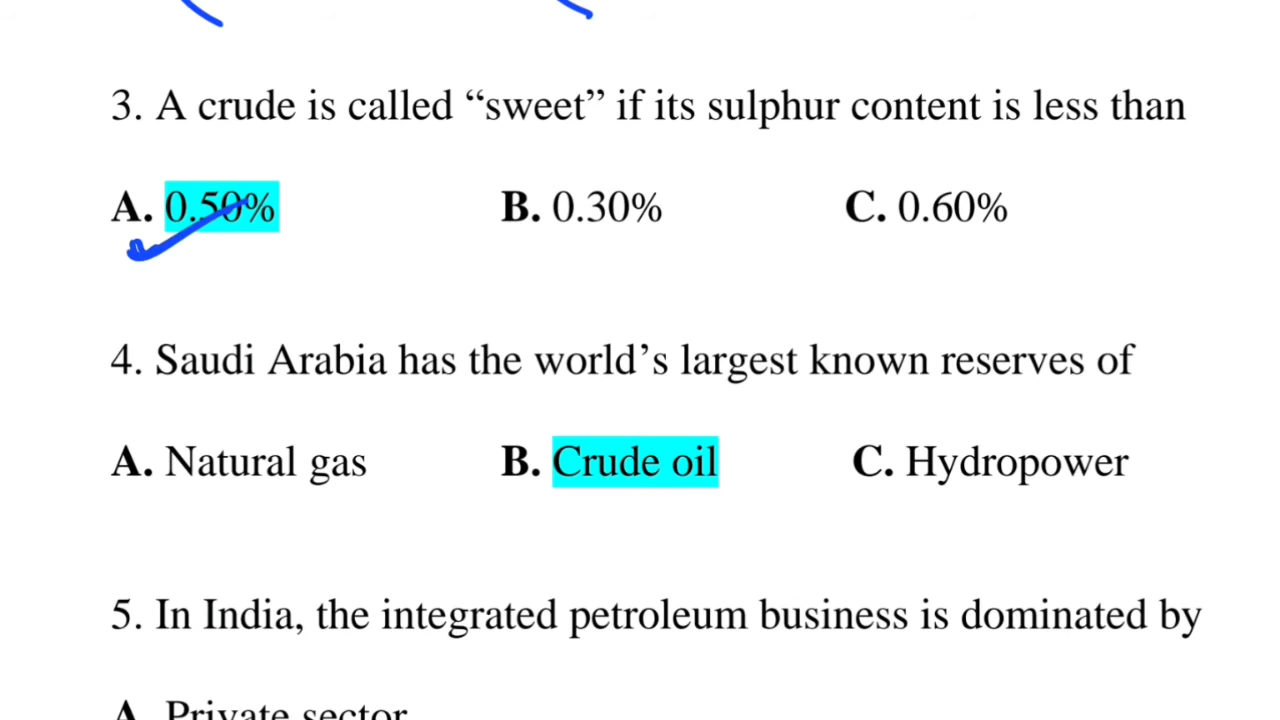 3. A crude is called “sweet” if its sulphur content is less than
A. 0.50% B. 0.30% C. 0.60%
4. Saudi Arabia has the world’s largest known reserves of
A. Natural gas B. Crude oil C. Hydropower
5. In India, the integrated petroleum business is dominated by
A. Private sector